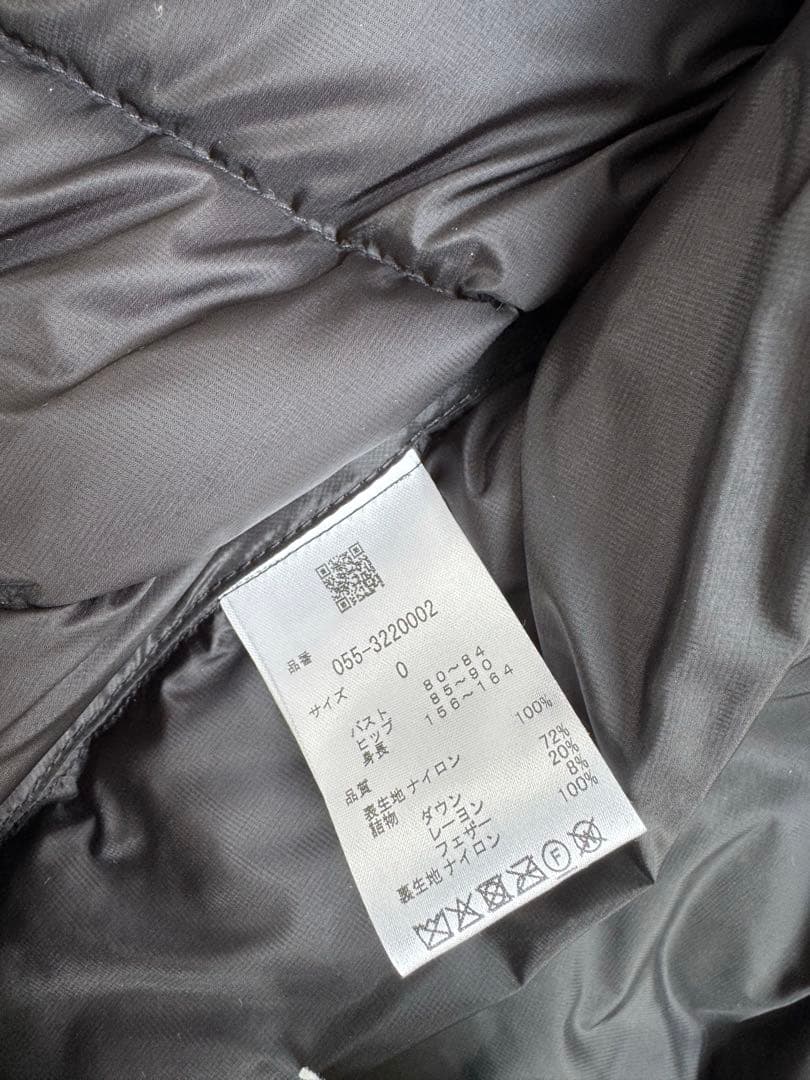 品番 055-3220002
サイズ 0
バスト 80～84
ヒップ 85～90
身長 156～164
品質
表生地 ナイロン 100%
詰物 ダウン 72%
レーヨン 20%
フェザー 8%
裏生地 ナイロン 100%
F